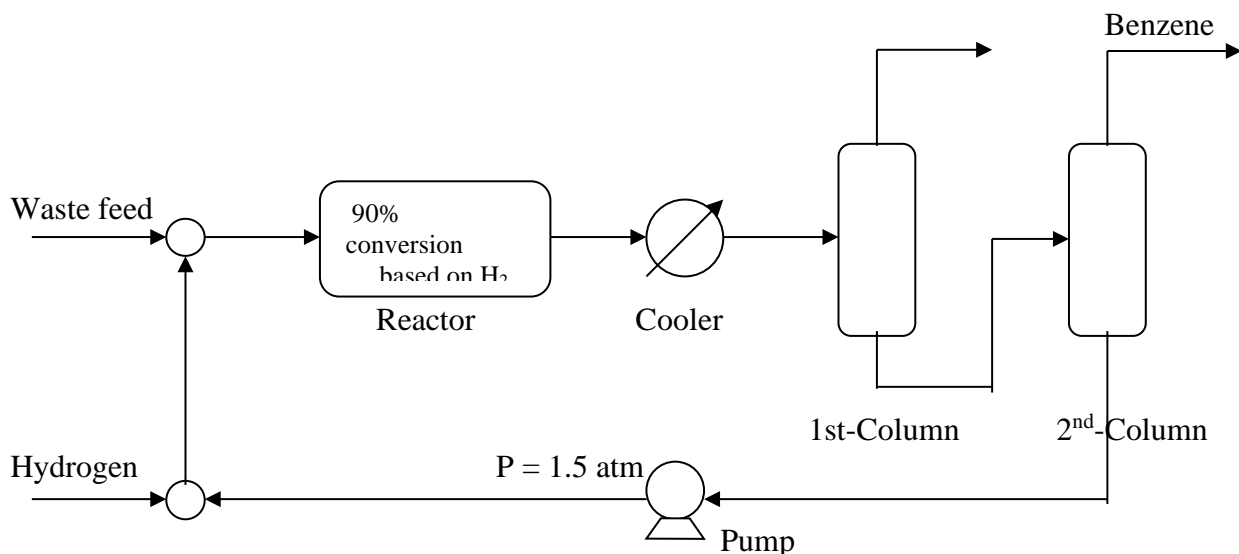 Benzene
Waste feed
90%
conversion
based on H₂
Reactor
Cooler
1st-Column
2ⁿᵈ-Column
Hydrogen
P = 1.5 atm
Pump